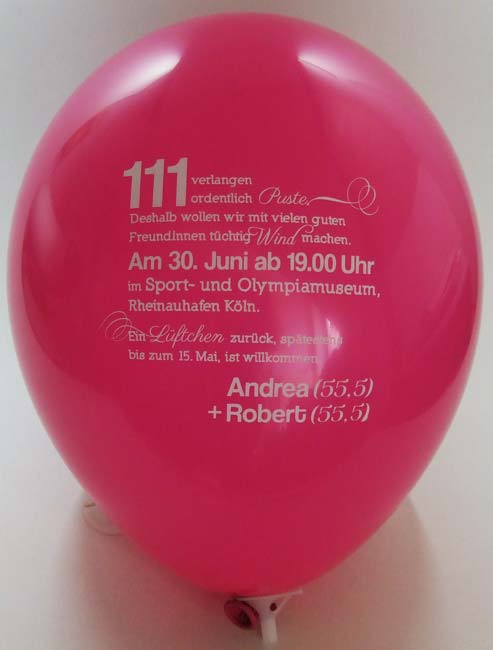 111 verlangen
ordentlich Puste.
Deshalb wollen wir mit vielen guten
Freund.Innen tüchtig Wind machen.
Am 30. Juni ab 19.00 Uhr
im Sport- und Olympiamuseum,
Rheinauhafen Köln.
Ein Lüftchen zurück, spätestens
bis zum 15. Mai, ist willkommen
Andrea (55,5)
+ Robert (55,5)